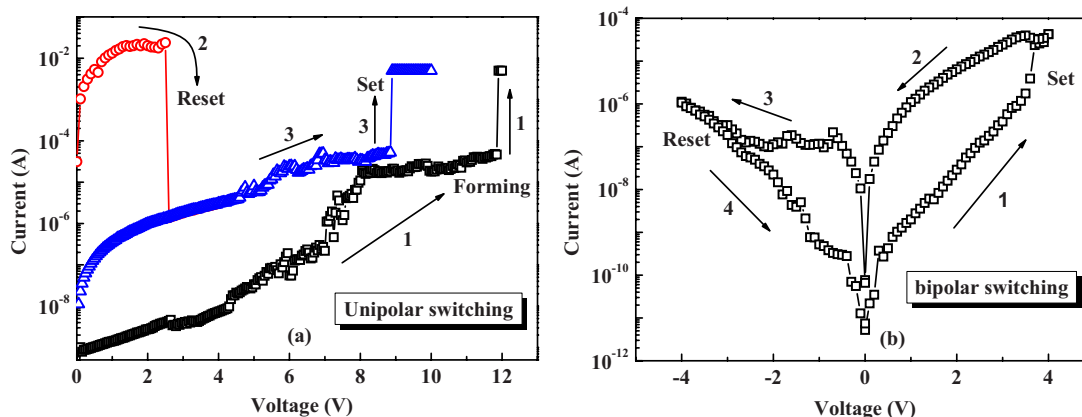 10⁻²
10⁻⁴
10⁻⁶
10⁻⁸
Current (A)
0 2 4 6 8 10 12
Voltage (V)
2
Reset
Set
3
3
1
Forming
1
(a)
Unipolar switching
10⁻⁴
10⁻⁶
10⁻⁸
10⁻¹⁰
10⁻¹²
Current (A)
-4 -2 0 2 4
Voltage (V)
2
Set
3
Reset
4
1
(b)
bipolar switching